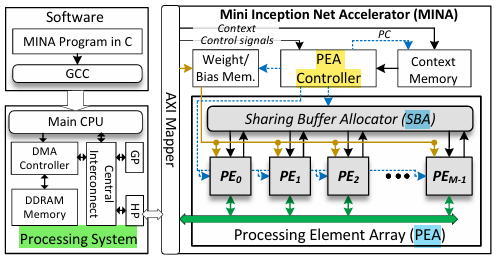 Software
MINA Program in C
GCC
Main CPU
DMA
Controller
DDRAM
Memory
Central
Interconnect
GP
HP
Processing System
AXI Mapper
Mini Inception Net Accelerator (MINA)
Context
Control signals
PC
Weight/
Bias Mem.
PEA
Controller
Context
Memory
Sharing Buffer Allocator (SBA)
PE0
PE1
PE2
•••
PEM-1
Processing Element Array (PEA)